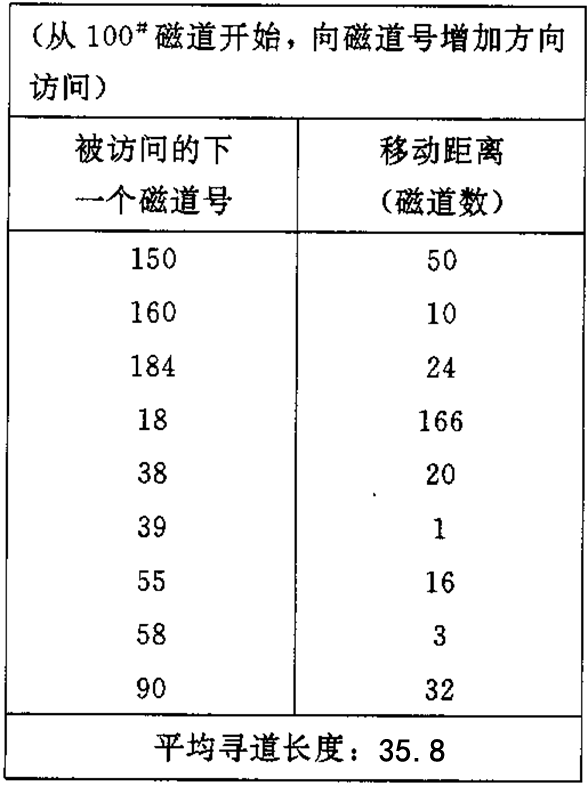 （从 100# 磁道开始，向磁道号增加方向
访问）
被访问的下
一个磁道号
移动距离
（磁道数）
150 50
160 10
184 24
18 166
38 20
39 1
55 16
58 3
90 32
平均寻道长度：35.8